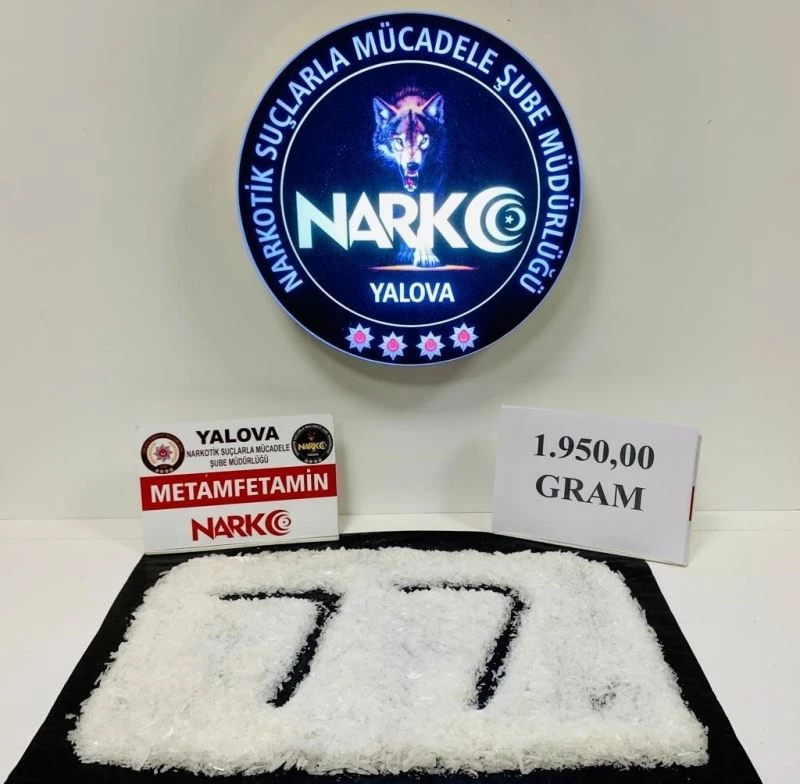 NARKOTİK SUÇLARLA MÜCADELE ŞUBE MÜDÜRLÜĞÜ
NARKO
YALOVA
YALOVA
NARKOTİK SUÇLARLA MÜCADELE
ŞUBE MÜDÜRLÜĞÜ
NARKO
METAMFETAMİN
NARKO
1.950,00
GRAM
77